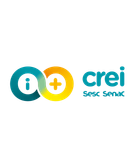 i +
crei
Sesc Senac